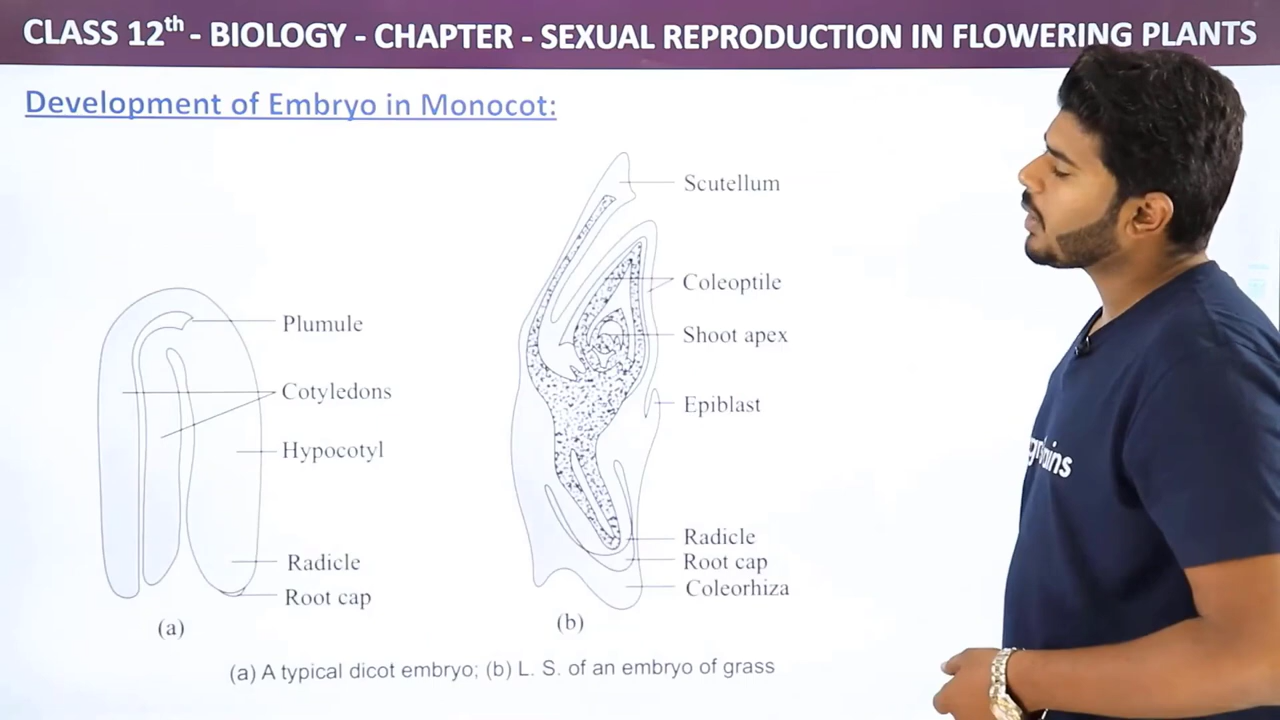 CLASS 12th - BIOLOGY - CHAPTER - SEXUAL REPRODUCTION IN FLOWERING PLANTS
Development of Embryo in Monocot:
Plumule
Cotyledons
Hypocotyl
Radicle
Root cap
(a)
Scutellum
Coleoptile
Shoot apex
Epiblast
Radicle
Root cap
Coleorhiza
(b)
(a) A typical dicot embryo; (b) L. S. of an embryo of grass